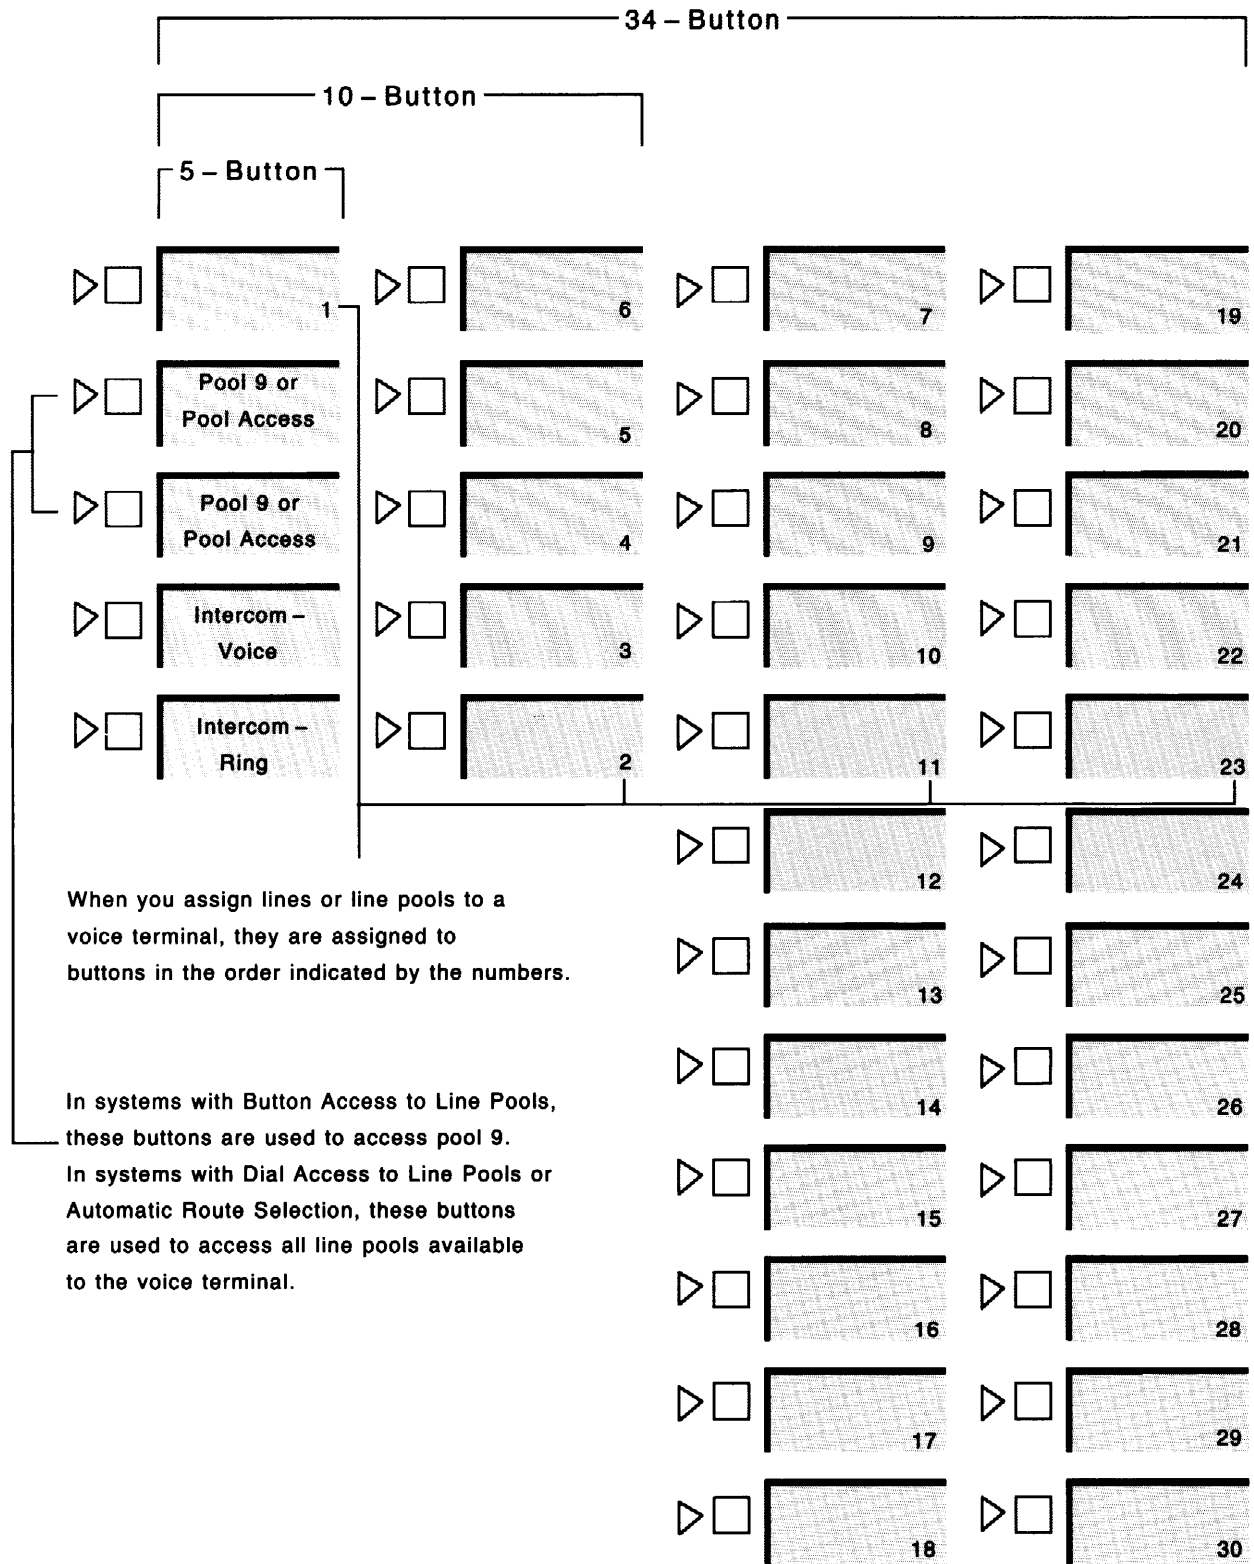 34 – Button
10 – Button
5 – Button
1
6
7
19
Pool 9 or
Pool Access
5
8
20
Pool 9 or
Pool Access
4
9
21
Intercom –
Voice
3
10
22
Intercom –
Ring
2
11
23
12
24
When you assign lines or line pools to a
voice terminal, they are assigned to
buttons in the order indicated by the numbers.
13
25
14
26
In systems with Button Access to Line Pools,
these buttons are used to access pool 9.
In systems with Dial Access to Line Pools or
Automatic Route Selection, these buttons
are used to access all line pools available
to the voice terminal.
15
27
16
28
17
29
18
30